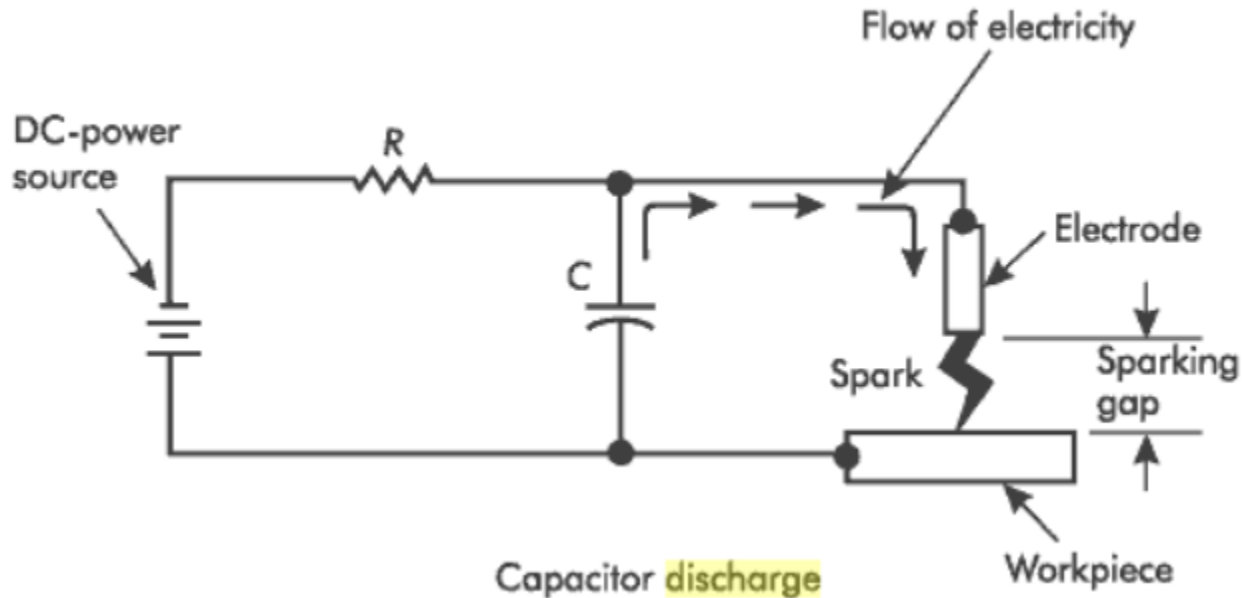 Flow of electricity
DC-power
source
R
C
Electrode
Spark
Sparking
gap
Workpiece
Capacitor discharge